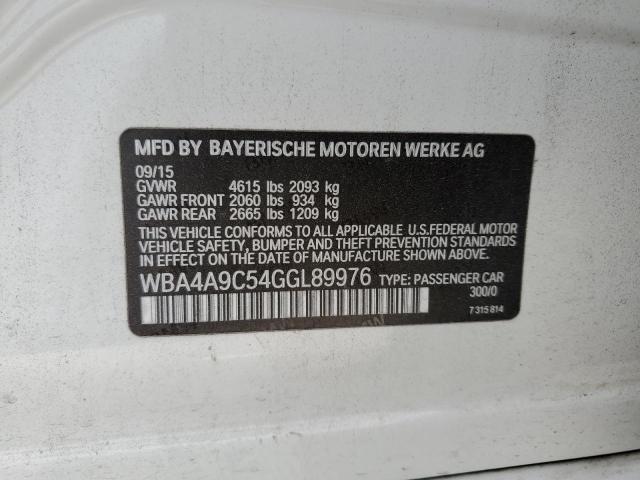 MFD BY BAYERISCHE MOTOREN WERKE AG
09/15
GVWR 4615 lbs 2093 kg
GAWR FRONT 2060 lbs 934 kg
GAWR REAR 2665 lbs 1209 kg
THIS VEHICLE CONFORMS TO ALL APPLICABLE U.S.FEDERAL MOTOR
VEHICLE SAFETY, BUMPER AND THEFT PREVENTION STANDARDS
IN EFFECT ON THE DATE OF MANUFACTURE SHOWN ABOVE.
WBA4A9C54GGL89976 TYPE: PASSENGER CAR
300/0
7 315 814